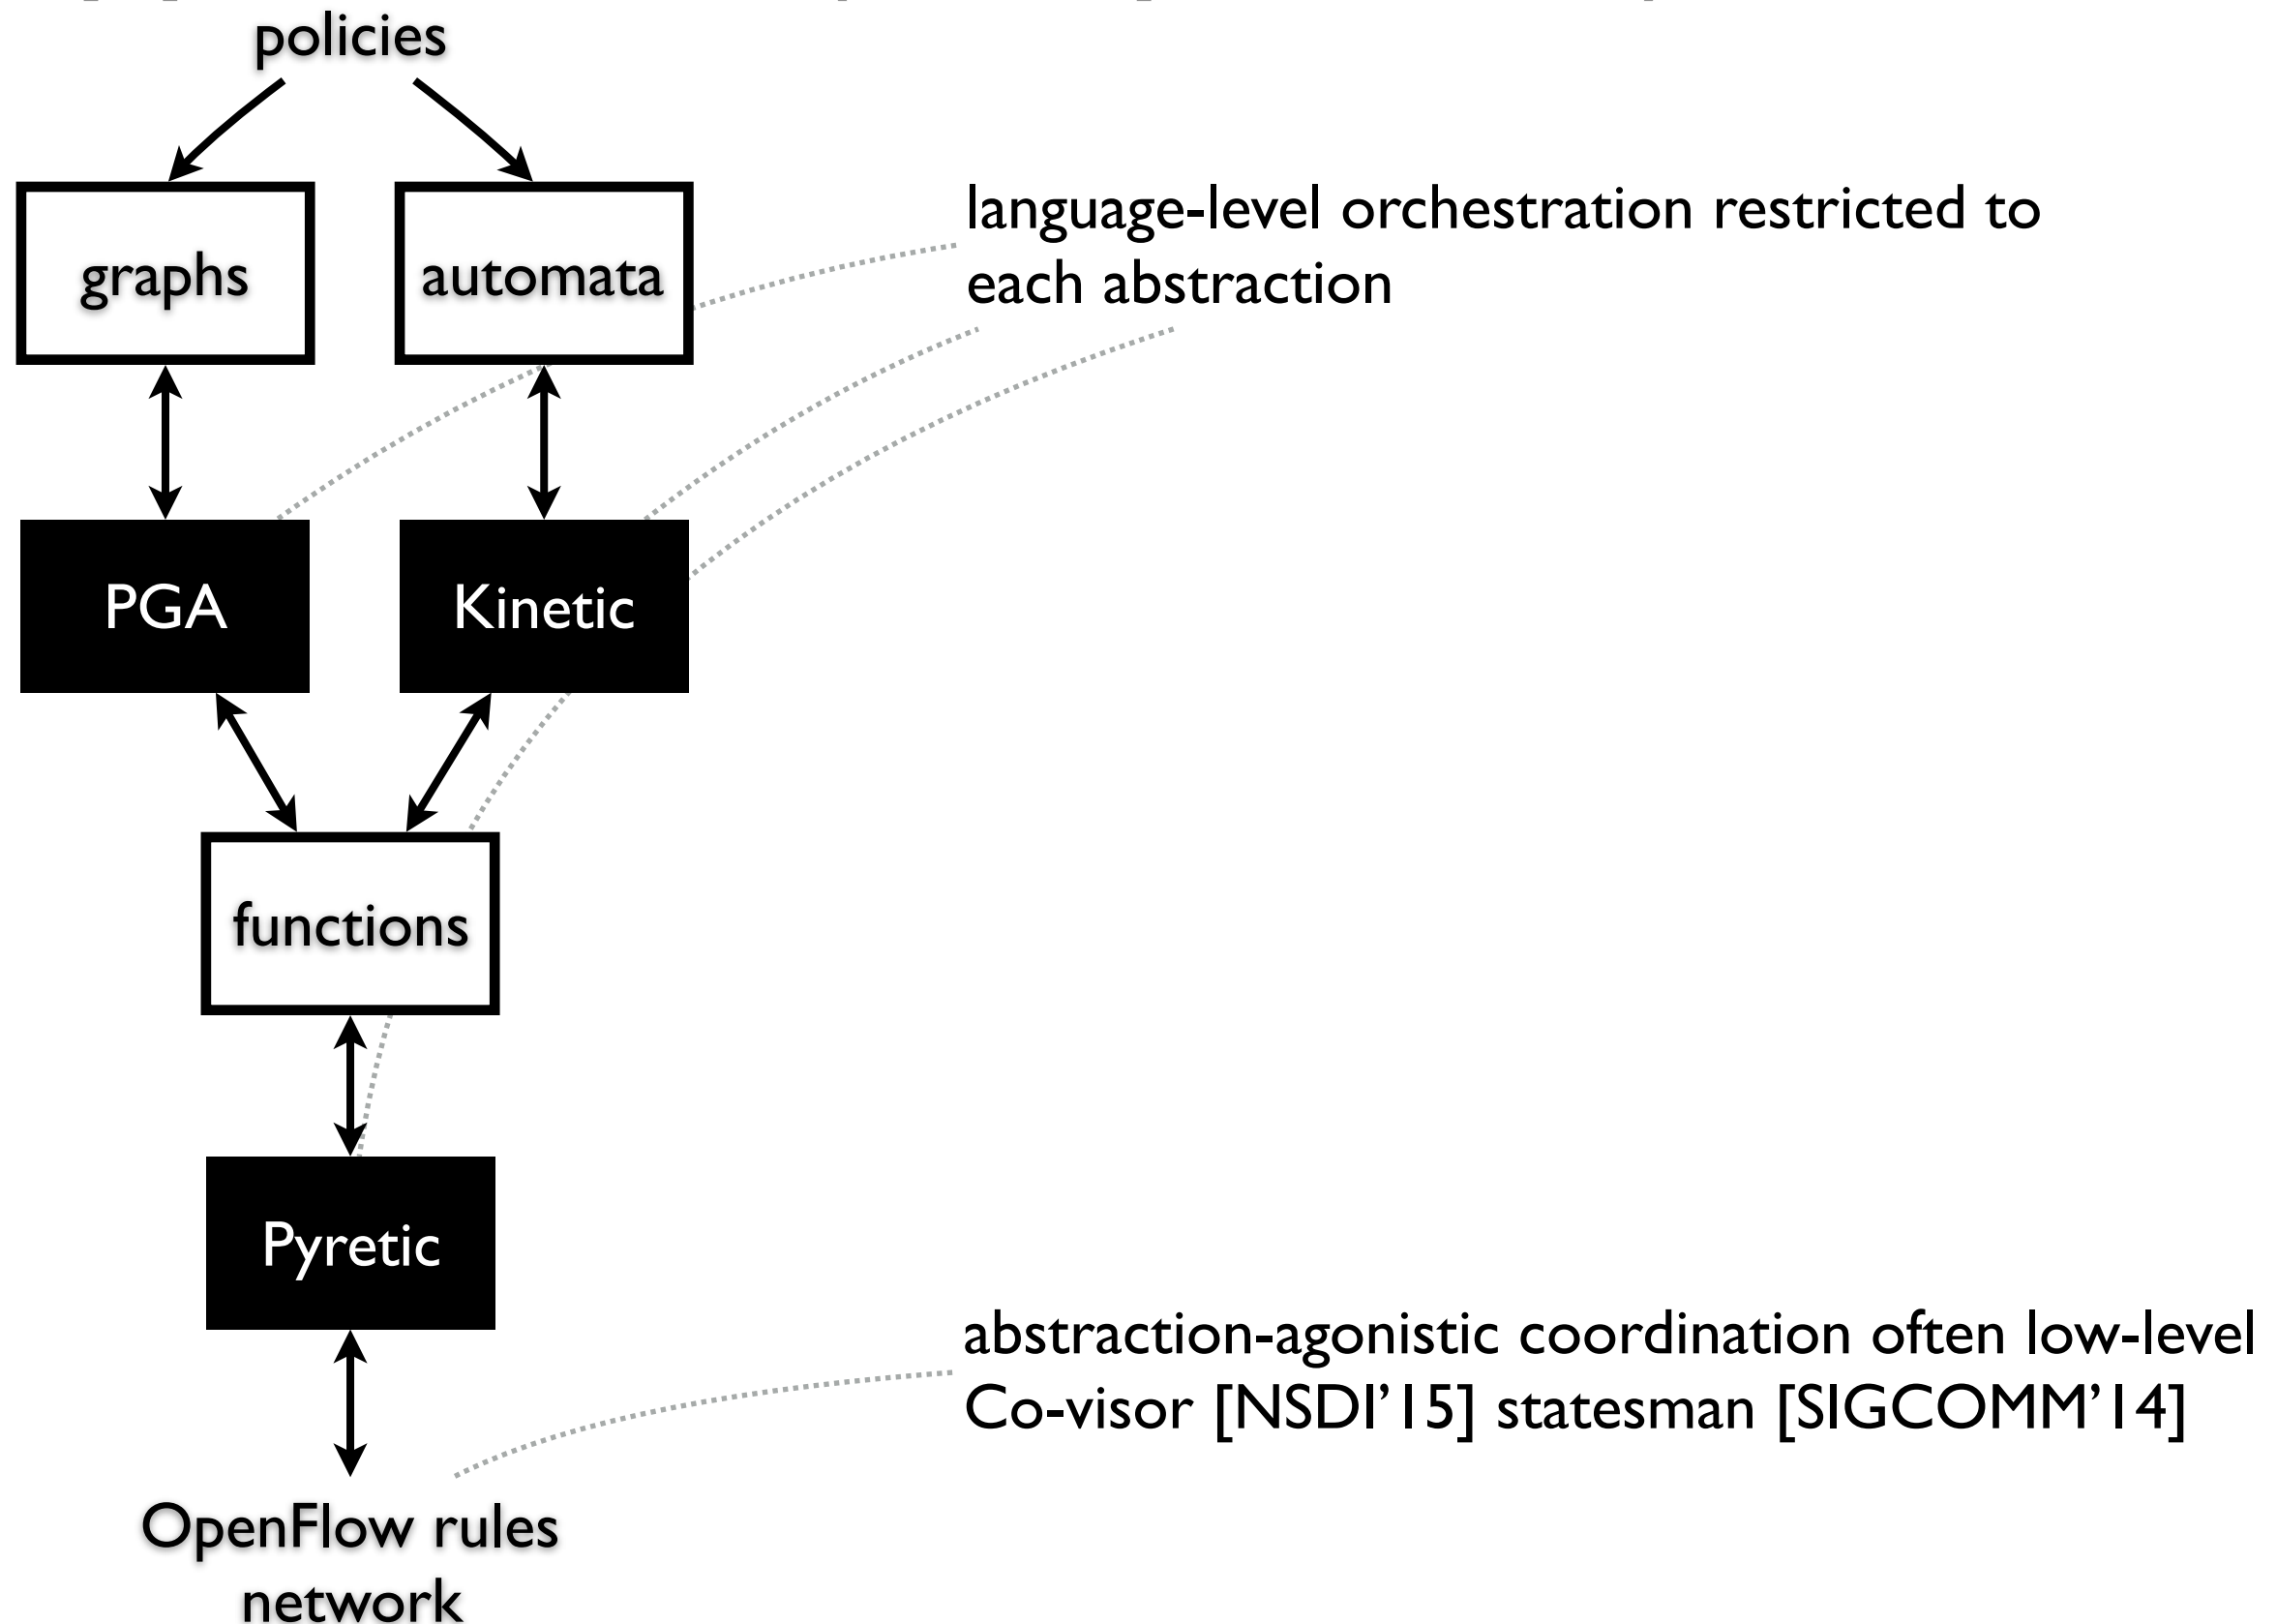 policies
graphs
automata
language-level orchestration restricted to
each abstraction
PGA
Kinetic
functions
Pyretic
abstraction-agonistic coordination often low-level
Co-visor [NSDI’15] statesman [SIGCOMM’14]
OpenFlow rules
network